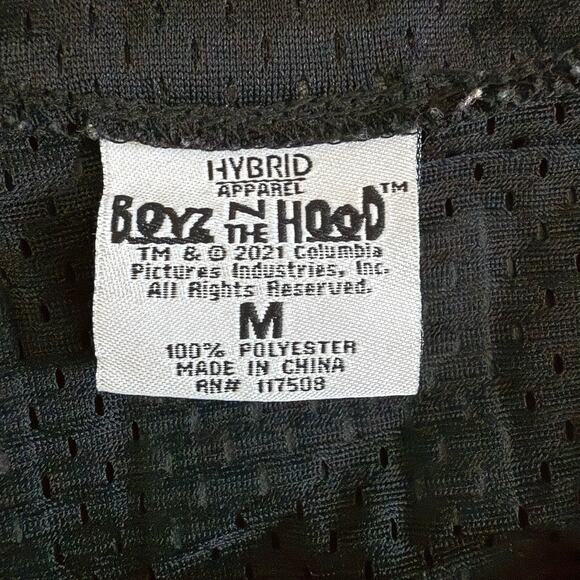 HYBRID
APPAREL
BOYZ N THE HOOD™
TM & © 2021 Columbia
Pictures Industries, Inc.
All Rights Reserved.
M
100% POLYESTER
MADE IN CHINA
RN# 117508